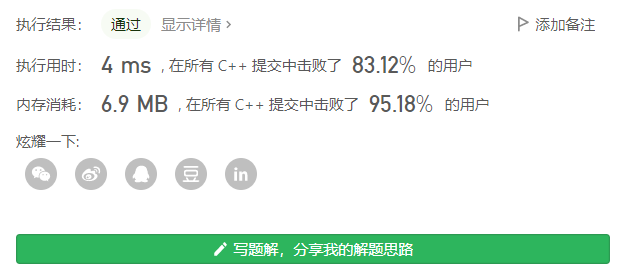 执行结果： 通过 显示详情 › 添加备注
执行用时： 4 ms , 在所有 C++ 提交中击败了 83.12% 的用户
内存消耗： 6.9 MB , 在所有 C++ 提交中击败了 95.18% 的用户
炫耀一下:
豆 in
写题解，分享我的解题思路